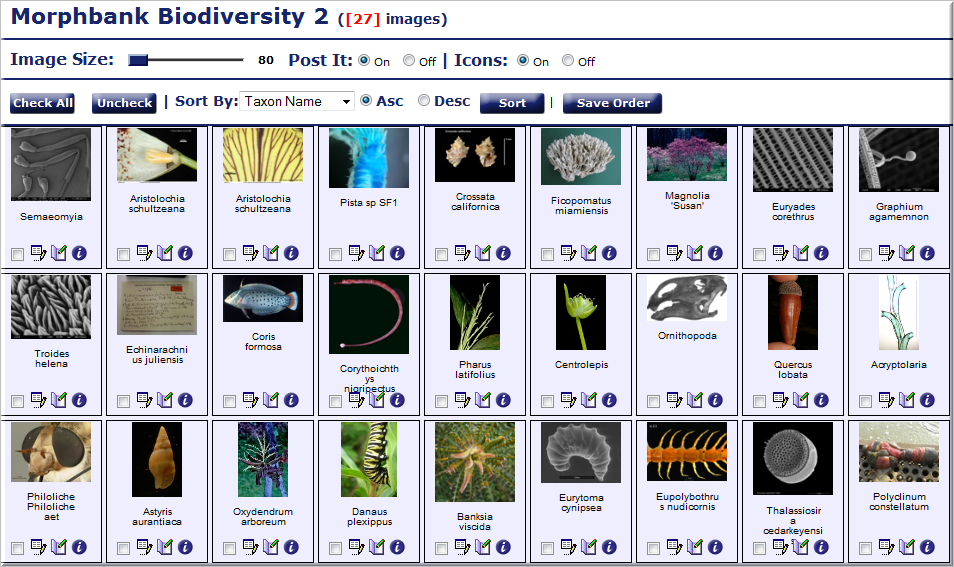 Morphbank Biodiversity 2 ([27] images)
Image Size: 80 Post It: On Off | Icons: On Off
Check All Uncheck | Sort By: Taxon Name Asc Desc Sort | Save Order
Semaeomyia
Aristolochia
schultzeana
Aristolochia
schultzeana
Pista sp SF1
Crossata
californica
Ficopomatus
miamiensis
Magnolia
'Susan'
Euryades
corethrus
Graphium
agamemnon
Troides
helena
Echinarachni
us juliensis
Coris
formosa
Corythoichth
ys
nigripectus
Pharus
latifolius
Centrolepis
Ornithopoda
Quercus
lobata
Acryptolaria
Philoliche
Philoliche
aet
Astyris
aurantiaca
Oxydendrum
arboreum
Danaus
plexippus
Banksia
viscida
Eurytoma
cynipsea
Eupolybothru
s nudicornis
Thalassiosir
a
cedarkeyensi
s
Polyclinum
constellatum